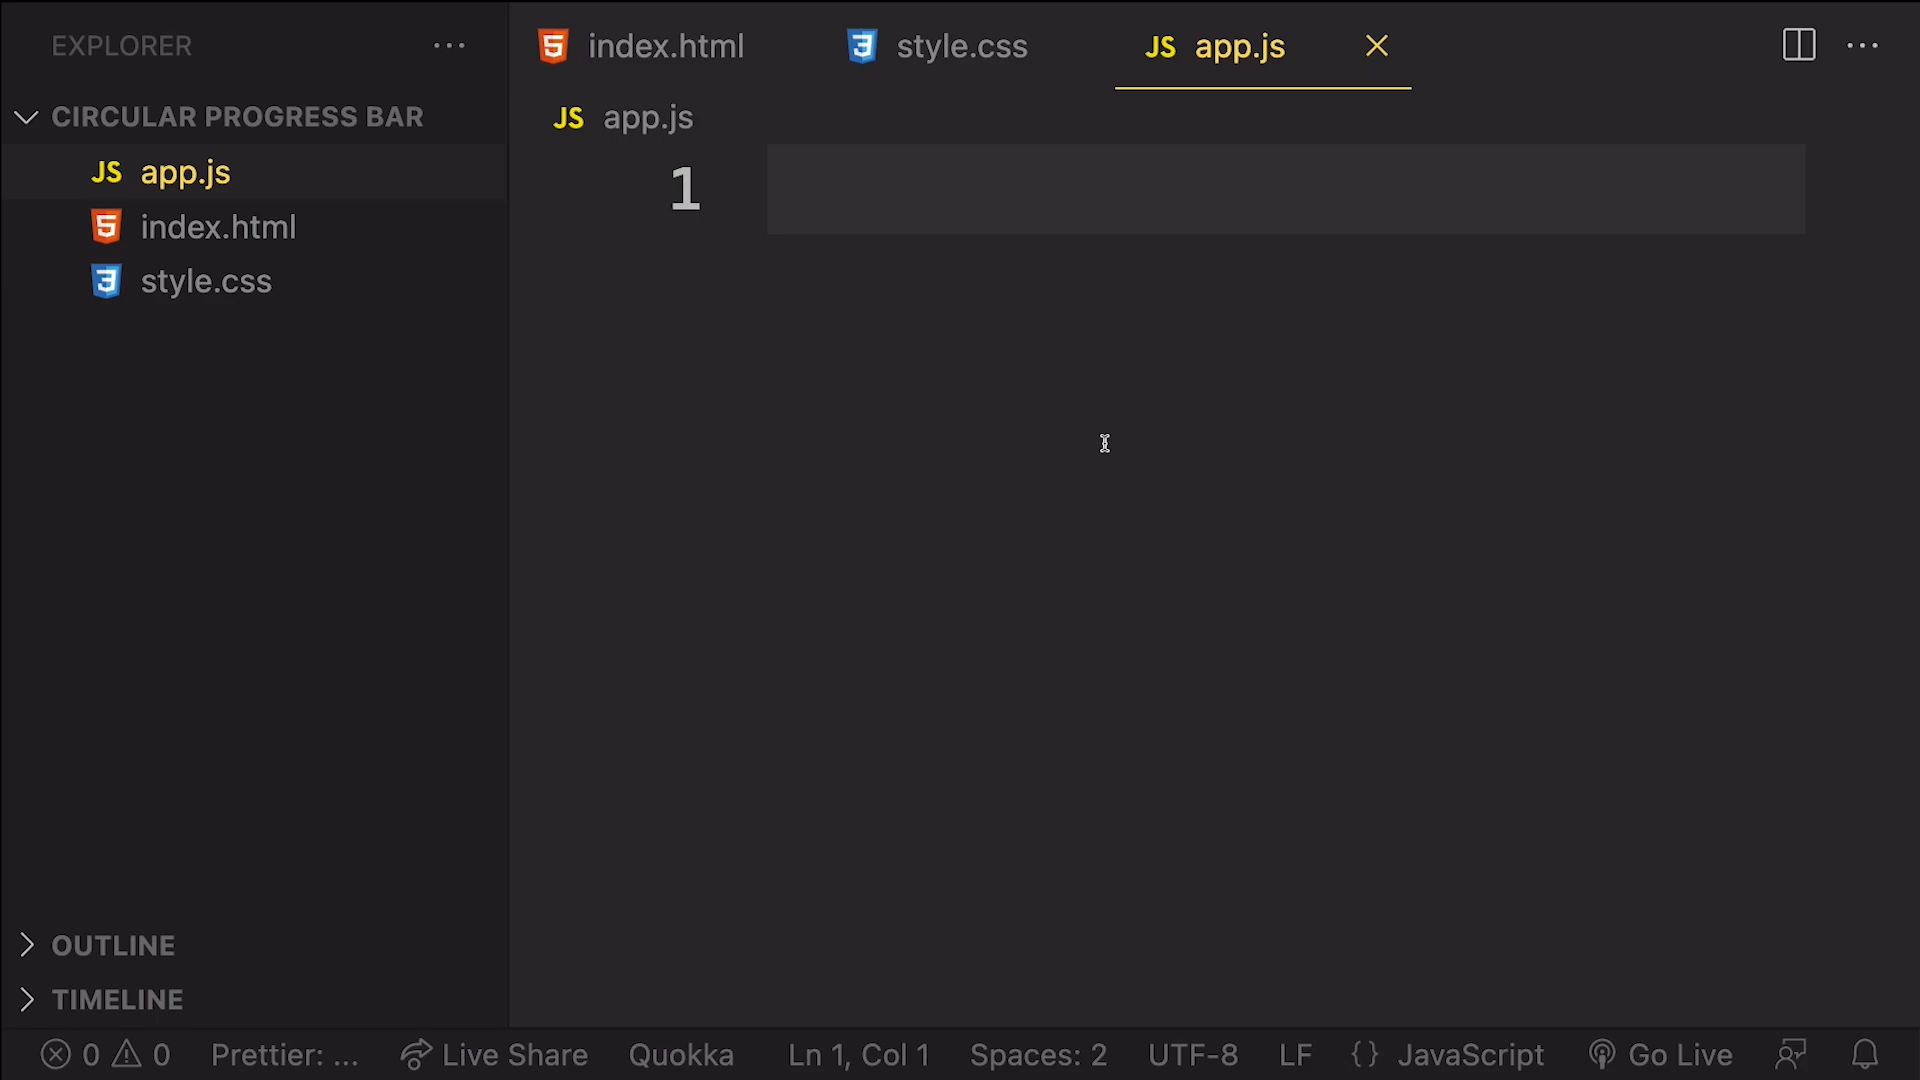 EXPLORER
CIRCULAR PROGRESS BAR
JS app.js
index.html
style.css
OUTLINE
TIMELINE
index.html
style.css
JS app.js
JS app.js
1
0 0 Prettier: ... Live Share Quokka Ln 1, Col 1 Spaces: 2 UTF-8 LF {} JavaScript Go Live